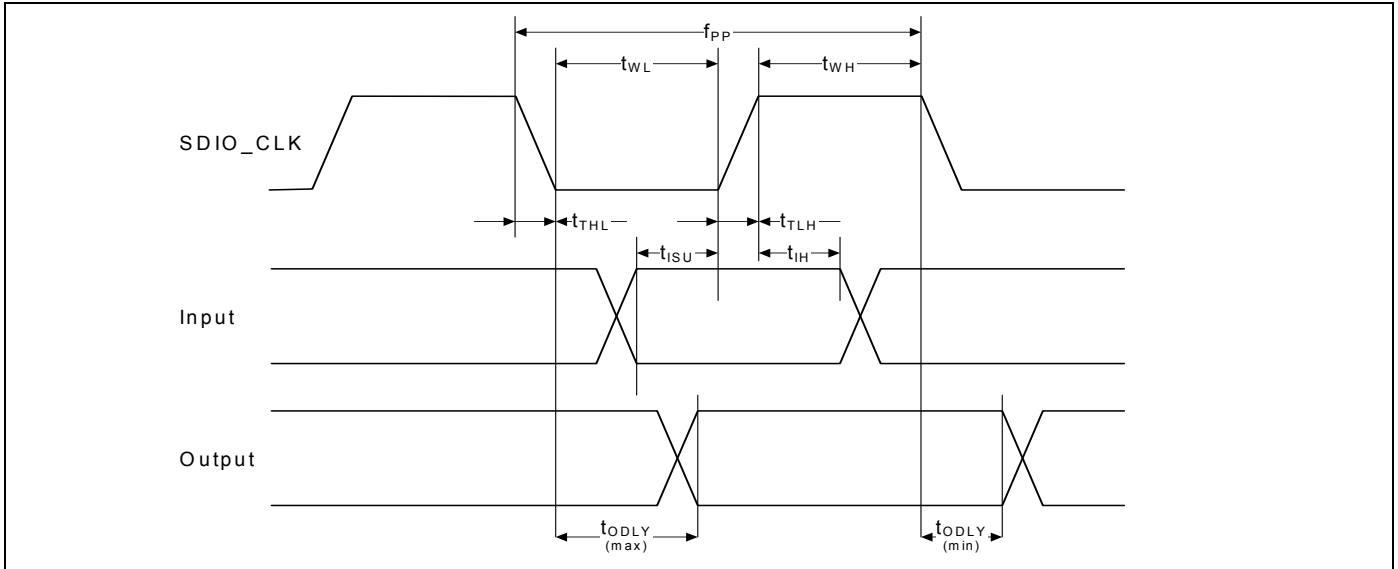 fPP
tWL
tWH
SDIO_CLK
tTHL
tTLH
tISU
tIH
Input
Output
tODLY
(max)
tODLY
(min)